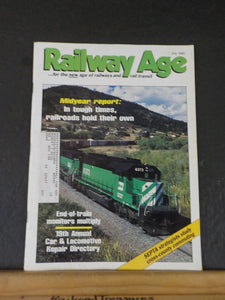 Railway Age
...for the new age of railways and rail transit
Midyear report:
In tough times,
railroads hold their own
End-of-train
monitors multiply
19th Annual
Car & Locomotive
Repair Directory
SEPTA strategists study
cross-county commuting